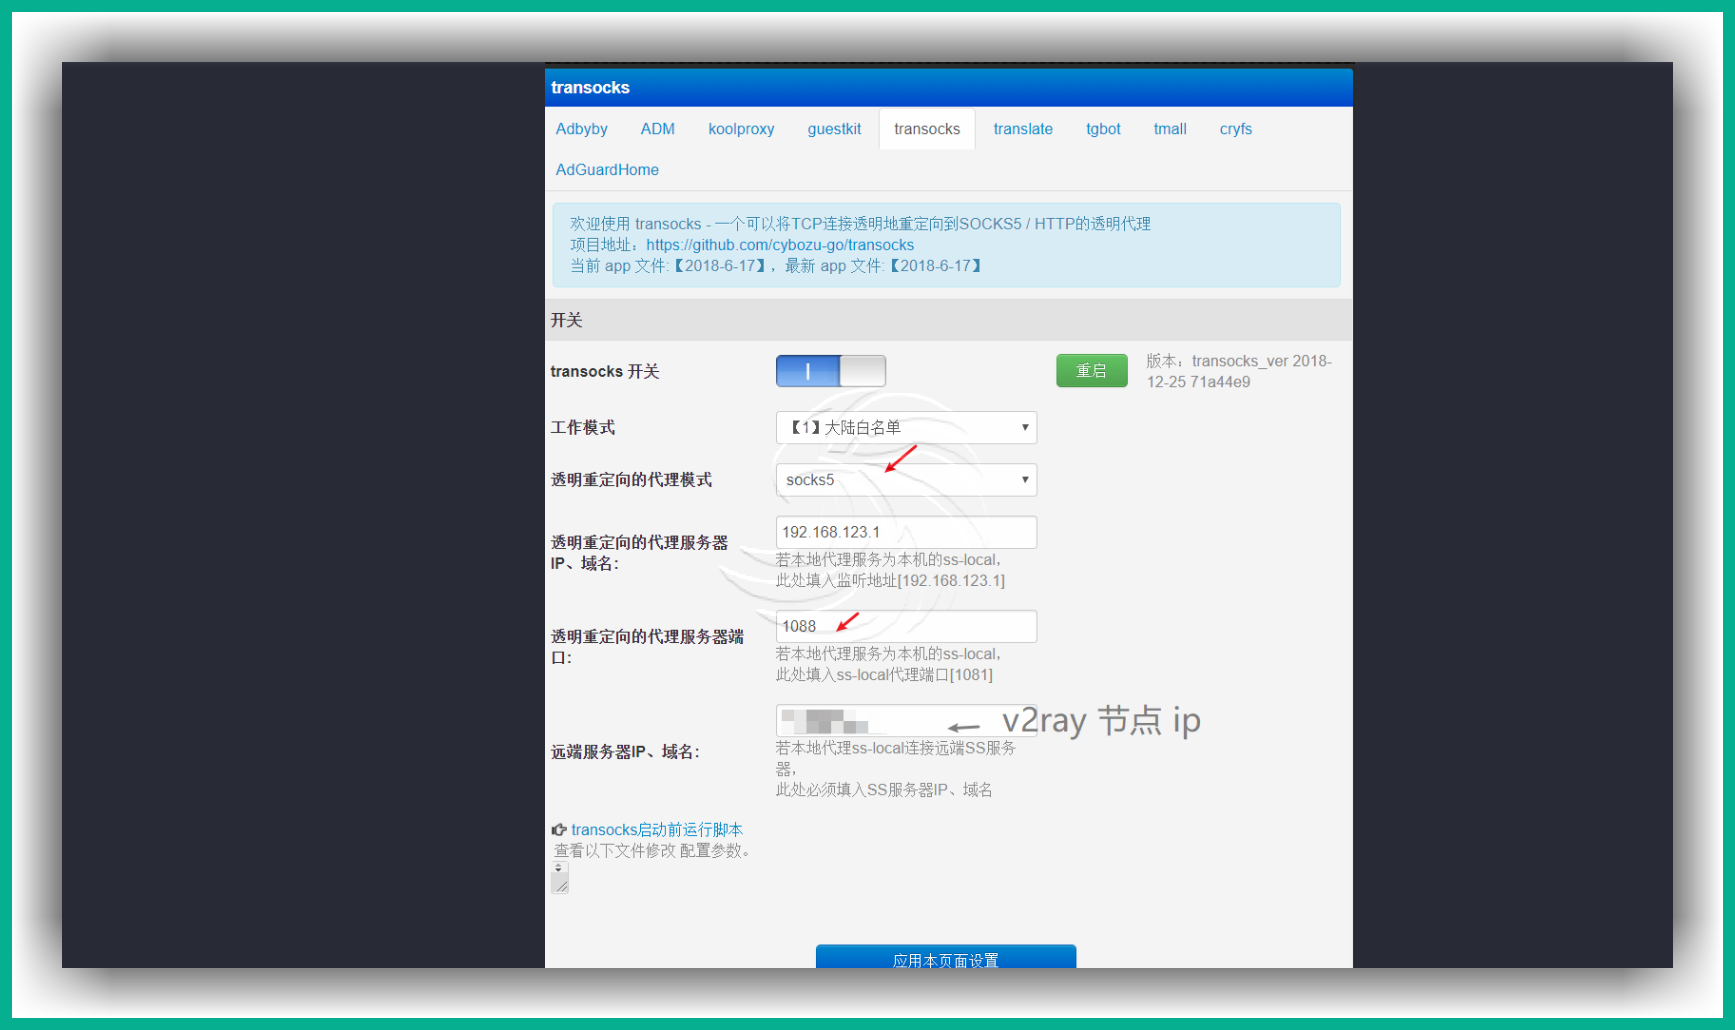 transocks
Adbyby ADM koolproxy guestkit transocks translate tgbot tmall cryfs
AdGuardHome
欢迎使用 transocks - 一个可以将TCP连接透明地重定向到SOCKS5 / HTTP的透明代理
项目地址：https://github.com/cybozu-go/transocks
当前 app 文件:【2018-6-17】，最新 app 文件:【2018-6-17】
开关
transocks 开关
重启
版本：transocks_ver 2018-
12-25 71a44e9
工作模式
【1】大陆白名单
透明重定向的代理模式
socks5
透明重定向的代理服务器
IP、域名：
192.168.123.1
若本地代理服务为本机的ss-local，
此处填入监听地址[192.168.123.1]
透明重定向的代理服务器端
口：
1088
若本地代理服务为本机的ss-local，
此处填入ss-local代理端口[1081]
远端服务器IP、域名：
v2ray 节点 ip
若本地代理ss-local连接远端SS服务
器，
此处必须填入SS服务器IP、域名
transocks启动前运行脚本
查看以下文件修改 配置参数。
应用本页面设置